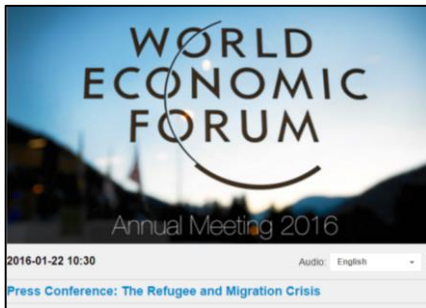 WORLD
ECONOMIC
FORUM
Annual Meeting 2016
2016-01-22 10:30 Audio: English
Press Conference: The Refugee and Migration Crisis